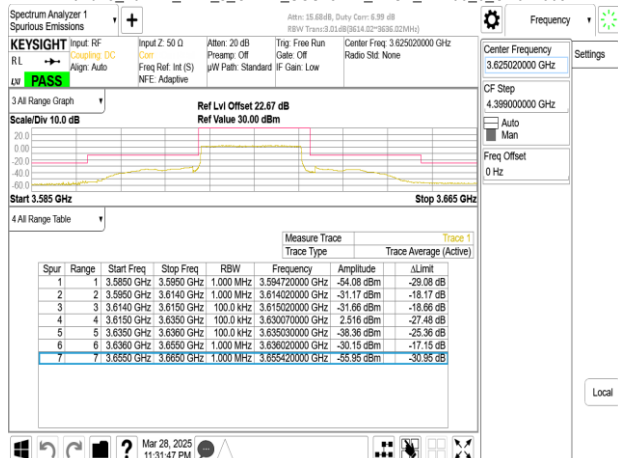 Spectrum Analyzer 1
Spurious Emissions
Attn: 15.68dB, Duty Corr: 6.99 dB
RBW Trans:3.01dB(3614.02~3636.02MHz)
Frequency
KEYSIGHT
Input: RF
Coupling: DC
Align: Auto
Input Z: 50 Ω
Corr
Freq Ref: Int (S)
NFE: Adaptive
Atten: 20 dB
Preamp: Off
µW Path: Standard
Trig: Free Run
Gate: Off
IF Gain: Low
Center Freq: 3.625020000 GHz
Radio Std: None
RL
LXI
PASS
Center Frequency
3.625020000 GHz
Settings
CF Step
4.399000000 GHz
Auto
Man
Freq Offset
0 Hz
3 All Range Graph
Scale/Div 10.0 dB
Ref Lvl Offset 22.67 dB
Ref Value 30.00 dBm
20.0
0.00
-20.0
-40.0
-60.0
Start 3.585 GHz
Stop 3.665 GHz
4 All Range Table
Measure Trace Trace 1
Trace Type Trace Average (Active)
Spur Range Start Freq Stop Freq RBW Frequency Amplitude ΔLimit
1 1 3.5850 GHz 3.5950 GHz 1.000 MHz 3.594720000 GHz -54.08 dBm -29.08 dB
2 2 3.5950 GHz 3.6140 GHz 1.000 MHz 3.614020000 GHz -31.17 dBm -18.17 dB
3 3 3.6140 GHz 3.6150 GHz 100.0 kHz 3.615020000 GHz -31.66 dBm -18.66 dB
4 4 3.6150 GHz 3.6350 GHz 100.0 kHz 3.630070000 GHz 2.516 dBm -27.48 dB
5 5 3.6350 GHz 3.6360 GHz 100.0 kHz 3.635030000 GHz -38.36 dBm -25.36 dB
6 6 3.6360 GHz 3.6550 GHz 1.000 MHz 3.636020000 GHz -30.15 dBm -17.15 dB
7 7 3.6550 GHz 3.6650 GHz 1.000 MHz 3.655420000 GHz -55.95 dBm -30.95 dB
Local
Mar 28, 2025
11:31:47 PM